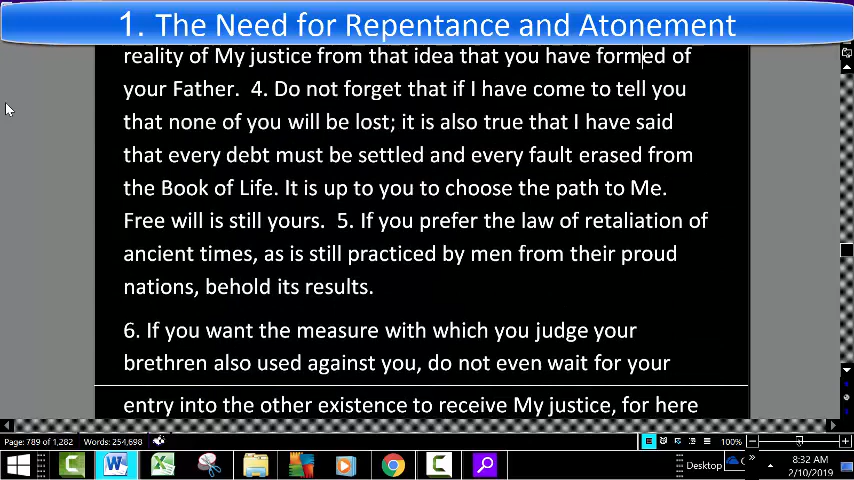 1. The Need for Repentance and Atonement
reality of My justice from that idea that you have formed of
your Father.  4. Do not forget that if I have come to tell you
that none of you will be lost; it is also true that I have said
that every debt must be settled and every fault erased from
the Book of Life. It is up to you to choose the path to Me.
Free will is still yours.  5. If you prefer the law of retaliation of
ancient times, as is still practiced by men from their proud
nations, behold its results.
6. If you want the measure with which you judge your
brethren also used against you, do not even wait for your
entry into the other existence to receive My justice, for here
Page: 789 of 1,282 Words: 254,698 100%
Desktop 8:32 AM
2/10/2019